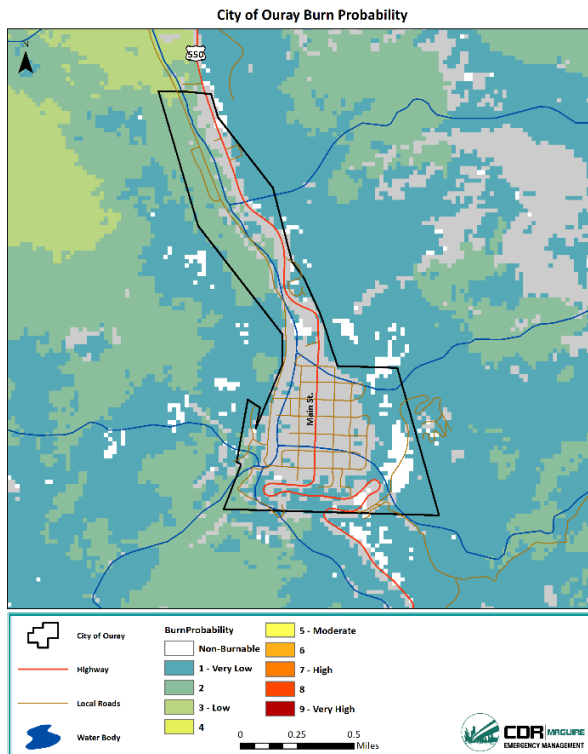 City of Ouray Burn Probability
N
550
Main St.
City of Ouray
Highway
Local Roads
Water Body
BurnProbability
Non-Burnable
1 - Very Low
2
3 - Low
4
5 - Moderate
6
7 - High
8
9 - Very High
0 0.25 0.5
Miles
CDR MAGUIRE
EMERGENCY MANAGEMENT